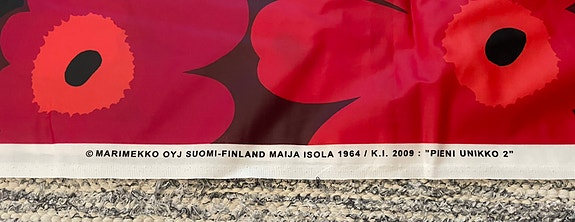 © MARIMEKKO OYJ SUOMI-FINLAND MAIJA ISOLA 1964 / K.I. 2009 : "PIENI UNIKKO 2"